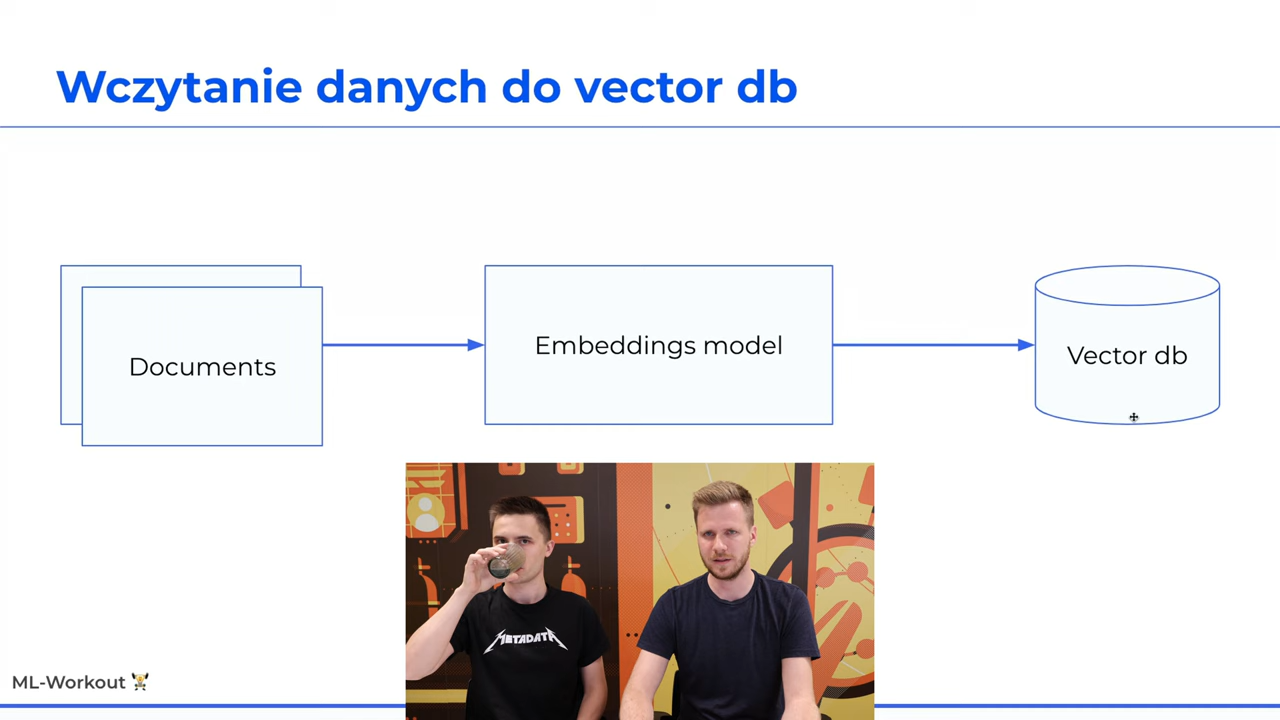 Wczytanie danych do vector db
Documents
Embeddings model
Vector db
METADATA
ML-Workout